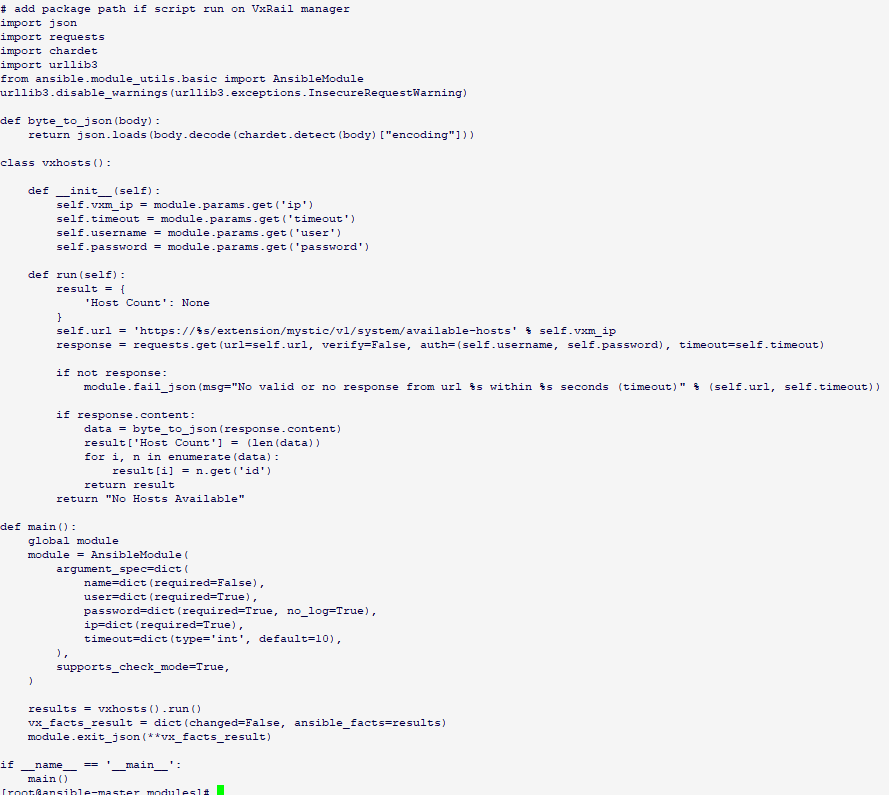 # add package path if script run on VxRail manager
import json
import requests
import chardet
import urllib3
from ansible.module_utils.basic import AnsibleModule
urllib3.disable_warnings(urllib3.exceptions.InsecureRequestWarning)

def byte_to_json(body):
    return json.loads(body.decode(chardet.detect(body)["encoding"]))

class vxhosts():

    def __init__(self):
        self.vxm_ip = module.params.get('ip')
        self.timeout = module.params.get('timeout')
        self.username = module.params.get('user')
        self.password = module.params.get('password')

    def run(self):
        result = {
            'Host Count': None
        }
        self.url = 'https://%s/extension/mystic/v1/system/available-hosts' % self.vxm_ip
        response = requests.get(url=self.url, verify=False, auth=(self.username, self.password), timeout=self.timeout)

        if not response:
            module.fail_json(msg="No valid or no response from url %s within %s seconds (timeout)" % (self.url, self.timeout))

        if response.content:
            data = byte_to_json(response.content)
            result['Host Count'] = (len(data))
            for i, n in enumerate(data):
                result[i] = n.get('id')
            return result
        return "No Hosts Available"

def main():
    global module
    module = AnsibleModule(
        argument_spec=dict(
            name=dict(required=False),
            user=dict(required=True),
            password=dict(required=True, no_log=True),
            ip=dict(required=True),
            timeout=dict(type='int', default=10),
        ),
        supports_check_mode=True,
    )

    results = vxhosts().run()
    vx_facts_result = dict(changed=False, ansible_facts=results)
    module.exit_json(**vx_facts_result)

if __name__ == '__main__':
    main()
[root@ansible-master modules]#